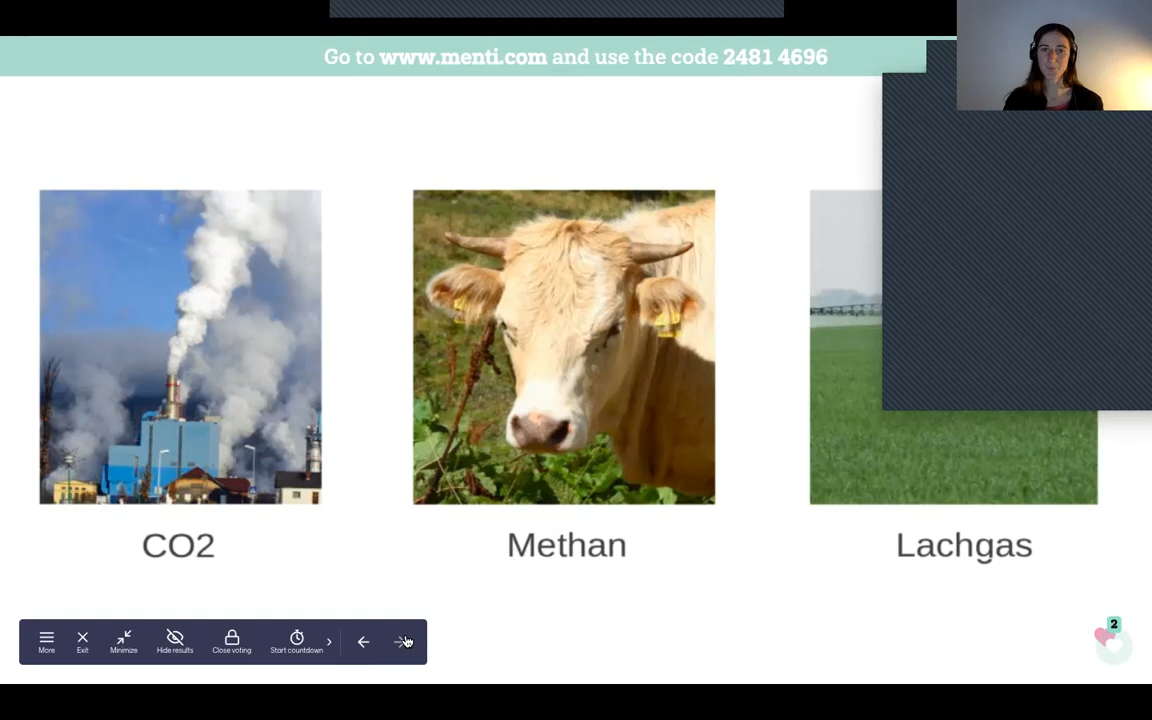 Go to www.menti.com and use the code 2481 4696
CO2
Methan
Lachgas
More
Exit
Minimize
Hide results
Close voting
Start countdown
2